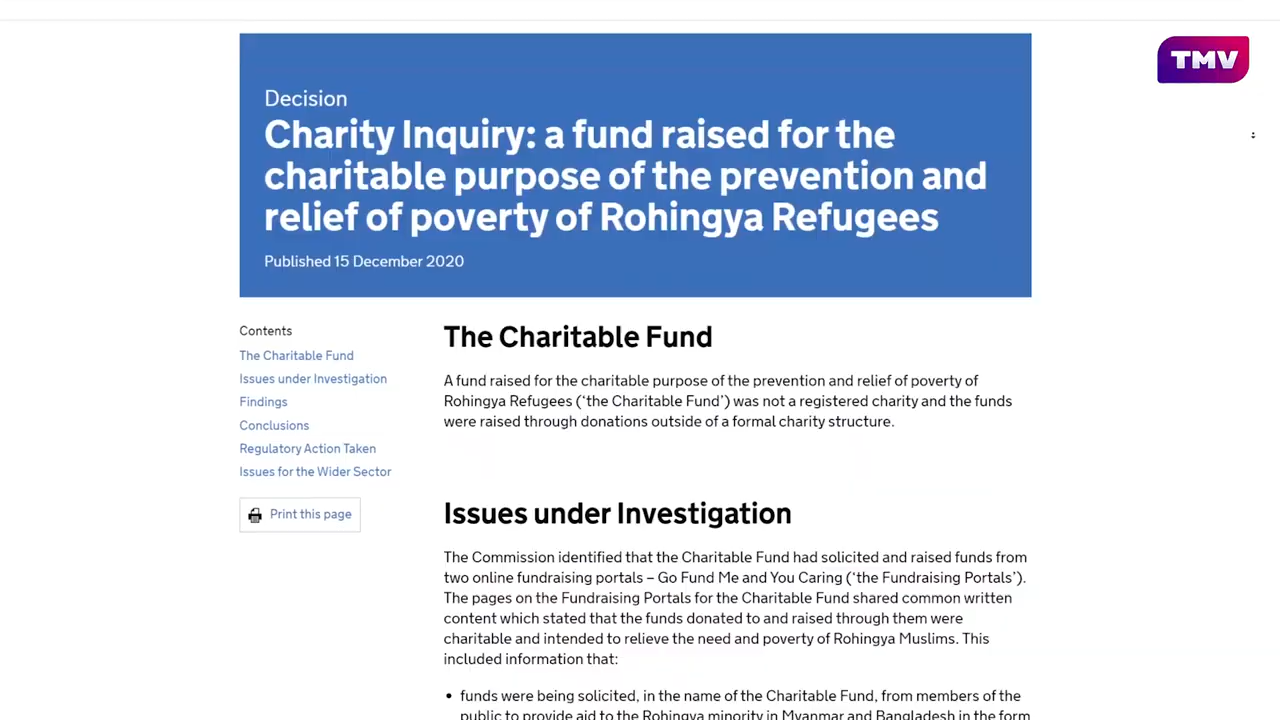 TMV
Decision
Charity Inquiry: a fund raised for the
charitable purpose of the prevention and
relief of poverty of Rohingya Refugees
Published 15 December 2020
Contents
The Charitable Fund
Issues under Investigation
Findings
Conclusions
Regulatory Action Taken
Issues for the Wider Sector
Print this page
The Charitable Fund
A fund raised for the charitable purpose of the prevention and relief of poverty of
Rohingya Refugees (‘the Charitable Fund’) was not a registered charity and the funds
were raised through donations outside of a formal charity structure.
Issues under Investigation
The Commission identified that the Charitable Fund had solicited and raised funds from
two online fundraising portals – Go Fund Me and You Caring (‘the Fundraising Portals’).
The pages on the Fundraising Portals for the Charitable Fund shared common written
content which stated that the funds donated to and raised through them were
charitable and intended to relieve the need and poverty of Rohingya Muslims. This
included information that:
• funds were being solicited, in the name of the Charitable Fund, from members of the
public to provide aid to the Rohingya minority in Myanmar and Bangladesh in the form